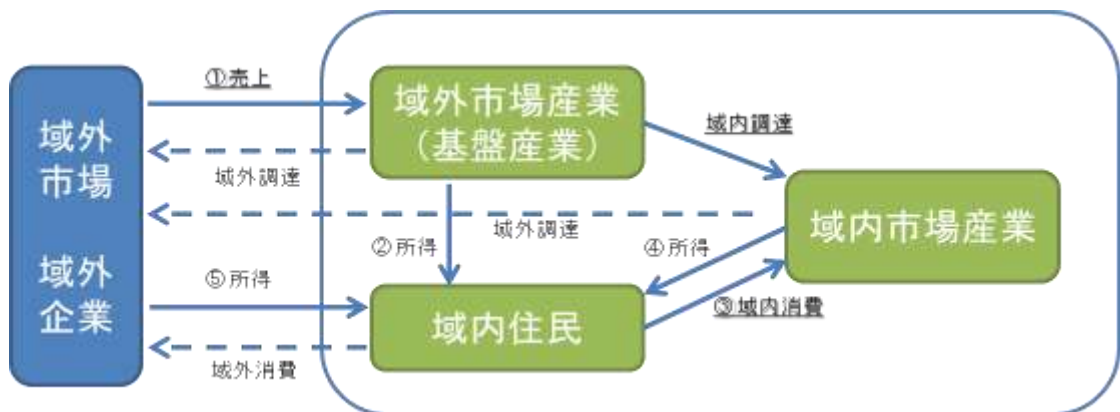 域外
市場
域外
企業
①売上
域外市場産業
(基盤産業)
域内調達
域外調達
域外調達
域内市場産業
②所得
④所得
⑤所得
域内住民
③域内消費
域外消費